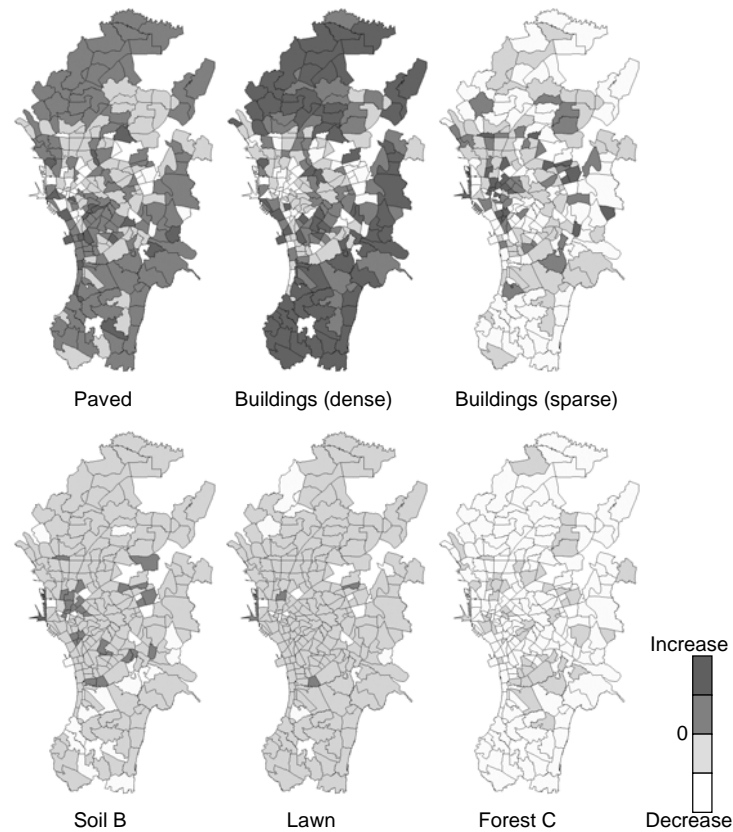 Paved
Buildings (dense)
Buildings (sparse)
Soil B
Lawn
Forest C
Increase
0
Decrease